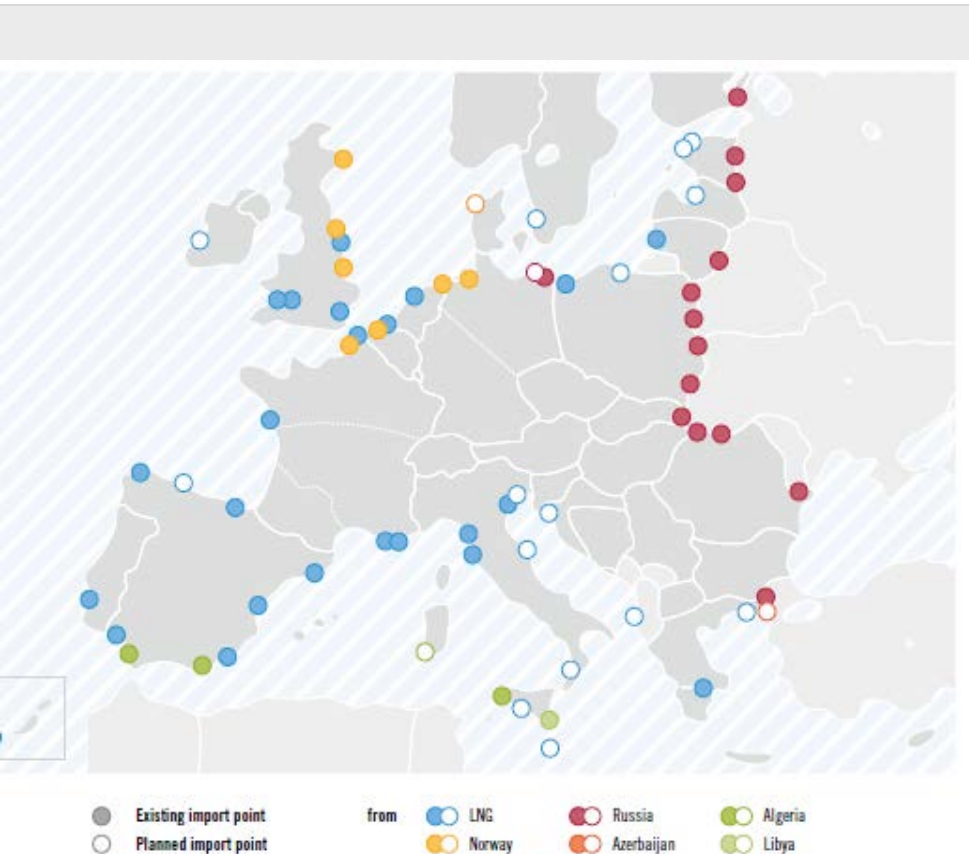 Existing import point from LNG Russia Algeria
Planned import point Norway Azerbaijan Libya